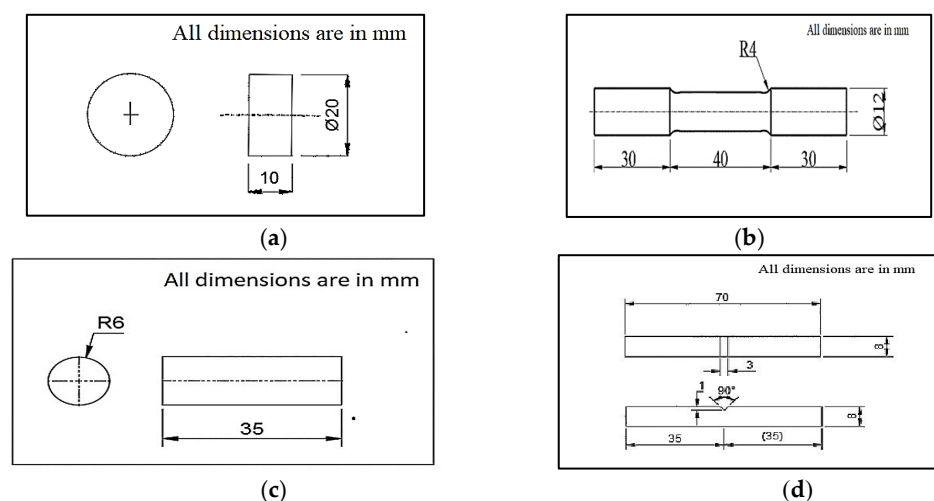 All dimensions are in mm
Ø20
10
(a)
All dimensions are in mm
R4
Ø12
30 40 30
(b)
All dimensions are in mm
R6
35
(c)
All dimensions are in mm
70
8
3
1 90°
8
35 (35)
(d)